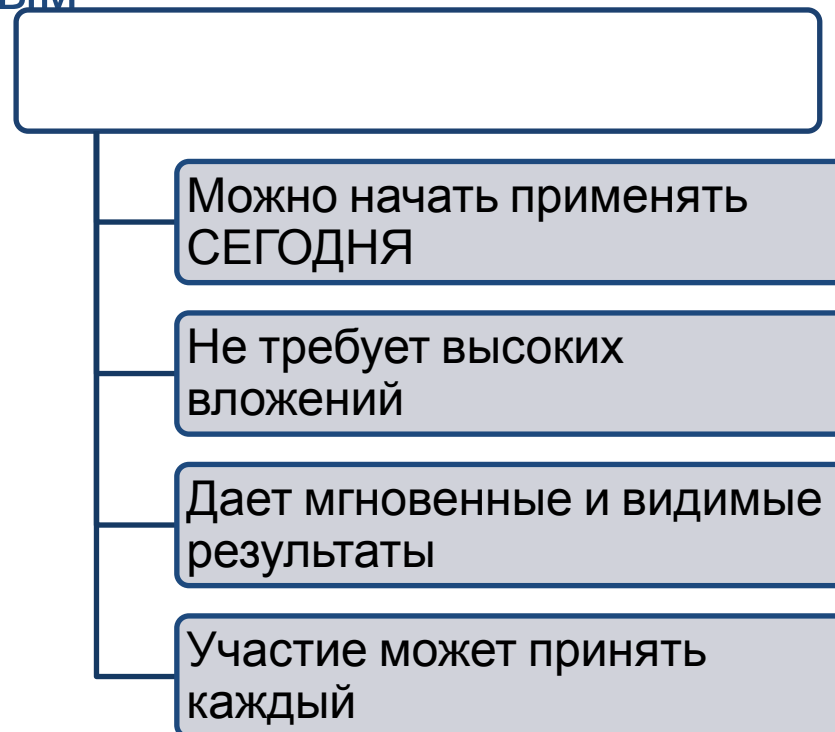 Можно начать применять
СЕГОДНЯ
Не требует высоких
вложений
Дает мгновенные и видимые
результаты
Участие может принять
каждый